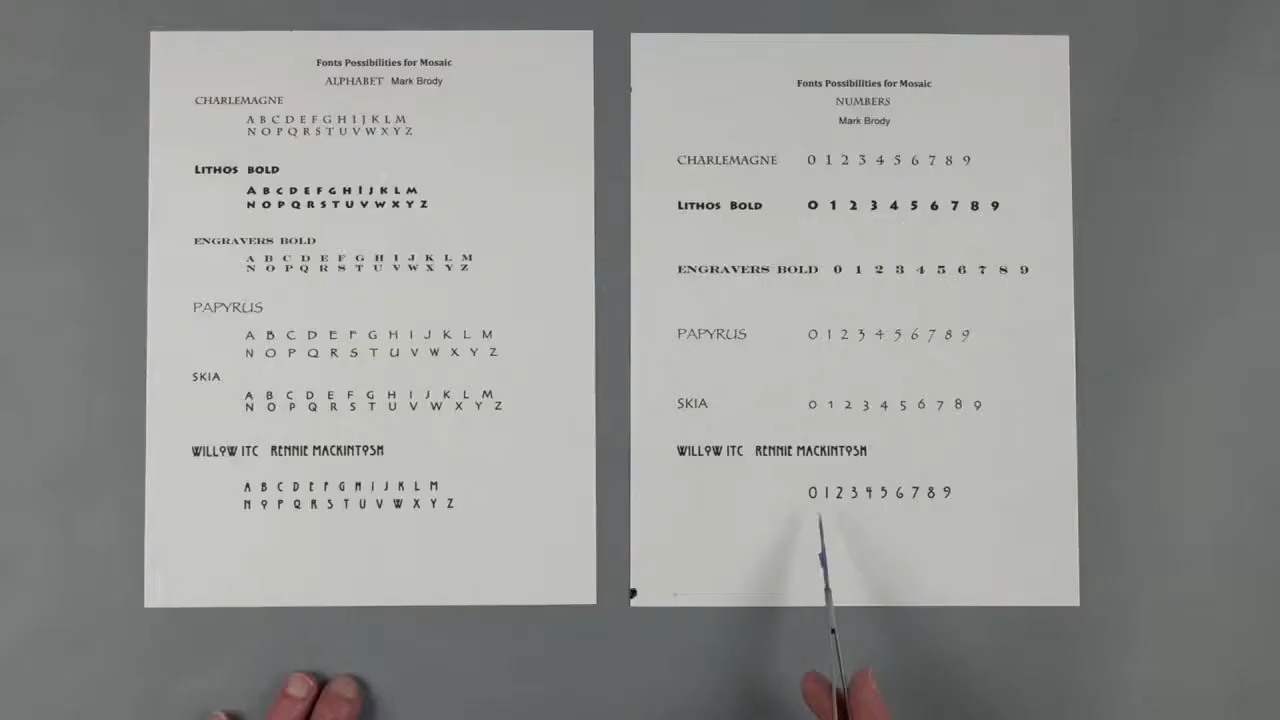 Fonts Possibilities for Mosaic
ALPHABET Mark Brody
CHARLEMAGNE
A B C D E F G H I J K L M
N O P Q R S T U V W X Y Z
LITHOS BOLD
A B C D E F G H I J K L M
N O P Q R S T U V W X Y Z
ENGRAVERS BOLD
A B C D E F G H I J K L M
N O P Q R S T U V W X Y Z
PAPYRUS
A B C D E F G H I J K L M
N O P Q R S T U V W X Y Z
SKIA
A B C D E F G H I J K L M
N O P Q R S T U V W X Y Z
WILLOW ITC RENNIE MACKINTOSH
A B C D E F G H I J K L M
N O P Q R S T U V W X Y Z
Fonts Possibilities for Mosaic
NUMBERS
Mark Brody
CHARLEMAGNE 0 1 2 3 4 5 6 7 8 9
LITHOS BOLD 0 1 2 3 4 5 6 7 8 9
ENGRAVERS BOLD 0 1 2 3 4 5 6 7 8 9
PAPYRUS 0 1 2 3 4 5 6 7 8 9
SKIA 0 1 2 3 4 5 6 7 8 9
WILLOW ITC RENNIE MACKINTOSH
0 1 2 3 4 5 6 7 8 9